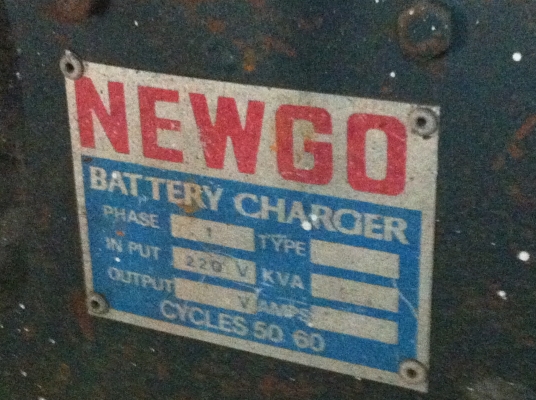 NEWGO
BATTERY CHARGER
PHASE 1 TYPE
IN PUT 220 V KVA
OUTPUT V AMPS
CYCLES 50 60